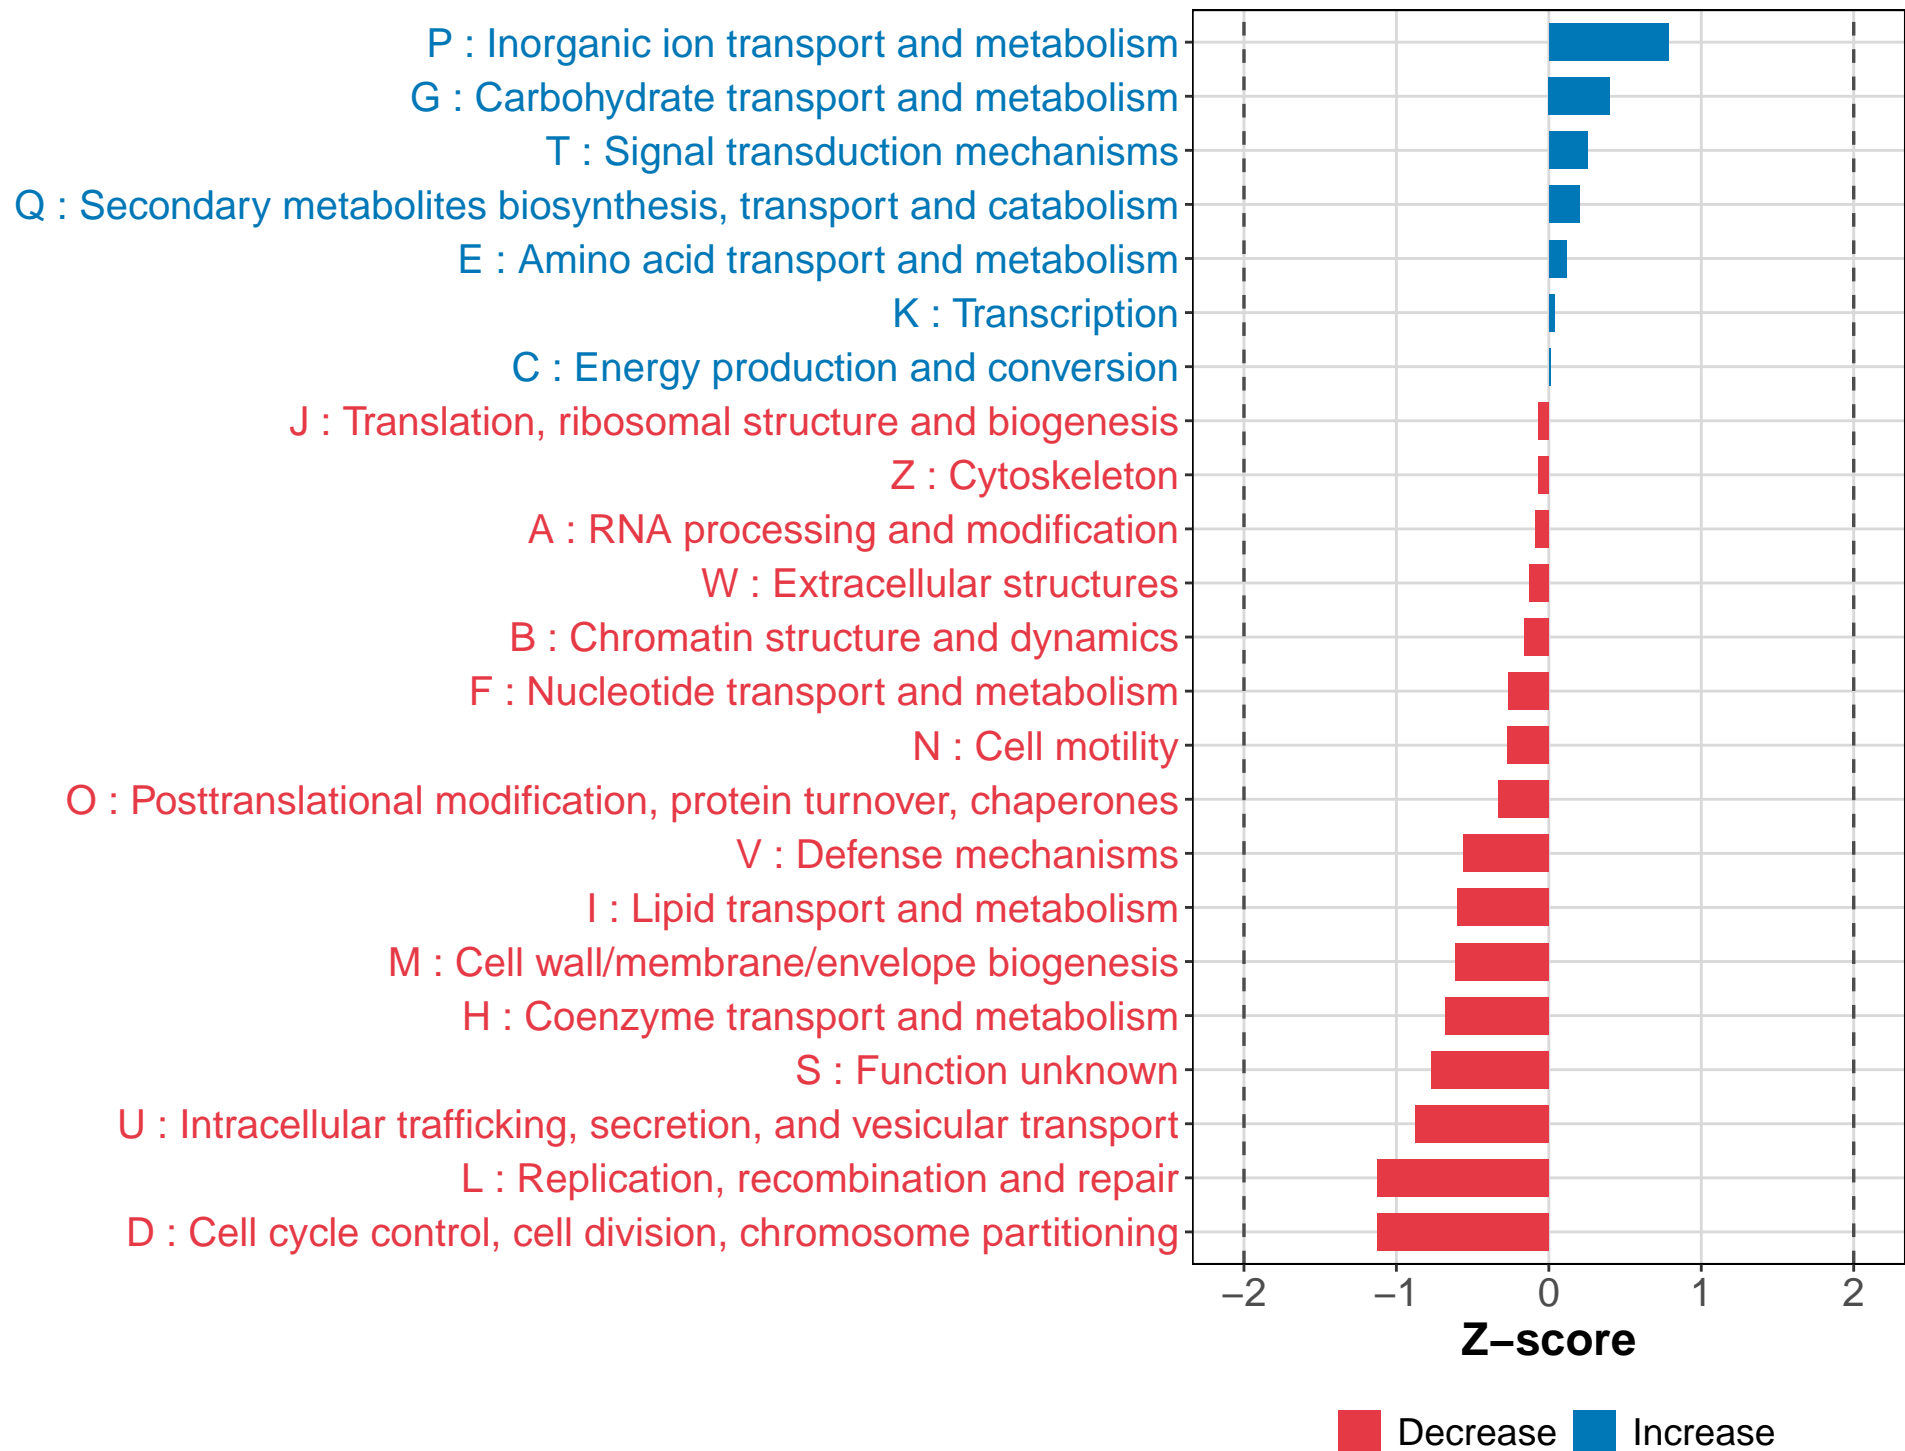 P : Inorganic ion transport and metabolism
G : Carbohydrate transport and metabolism
T : Signal transduction mechanisms
Q : Secondary metabolites biosynthesis, transport and catabolism
E : Amino acid transport and metabolism
K : Transcription
C : Energy production and conversion
J : Translation, ribosomal structure and biogenesis
Z : Cytoskeleton
A : RNA processing and modification
W : Extracellular structures
B : Chromatin structure and dynamics
F : Nucleotide transport and metabolism
N : Cell motility
O : Posttranslational modification, protein turnover, chaperones
V : Defense mechanisms
I : Lipid transport and metabolism
M : Cell wall/membrane/envelope biogenesis
H : Coenzyme transport and metabolism
S : Function unknown
U : Intracellular trafficking, secretion, and vesicular transport
L : Replication, recombination and repair
D : Cell cycle control, cell division, chromosome partitioning
−2 −1 0 1 2
Z−score
Decrease Increase